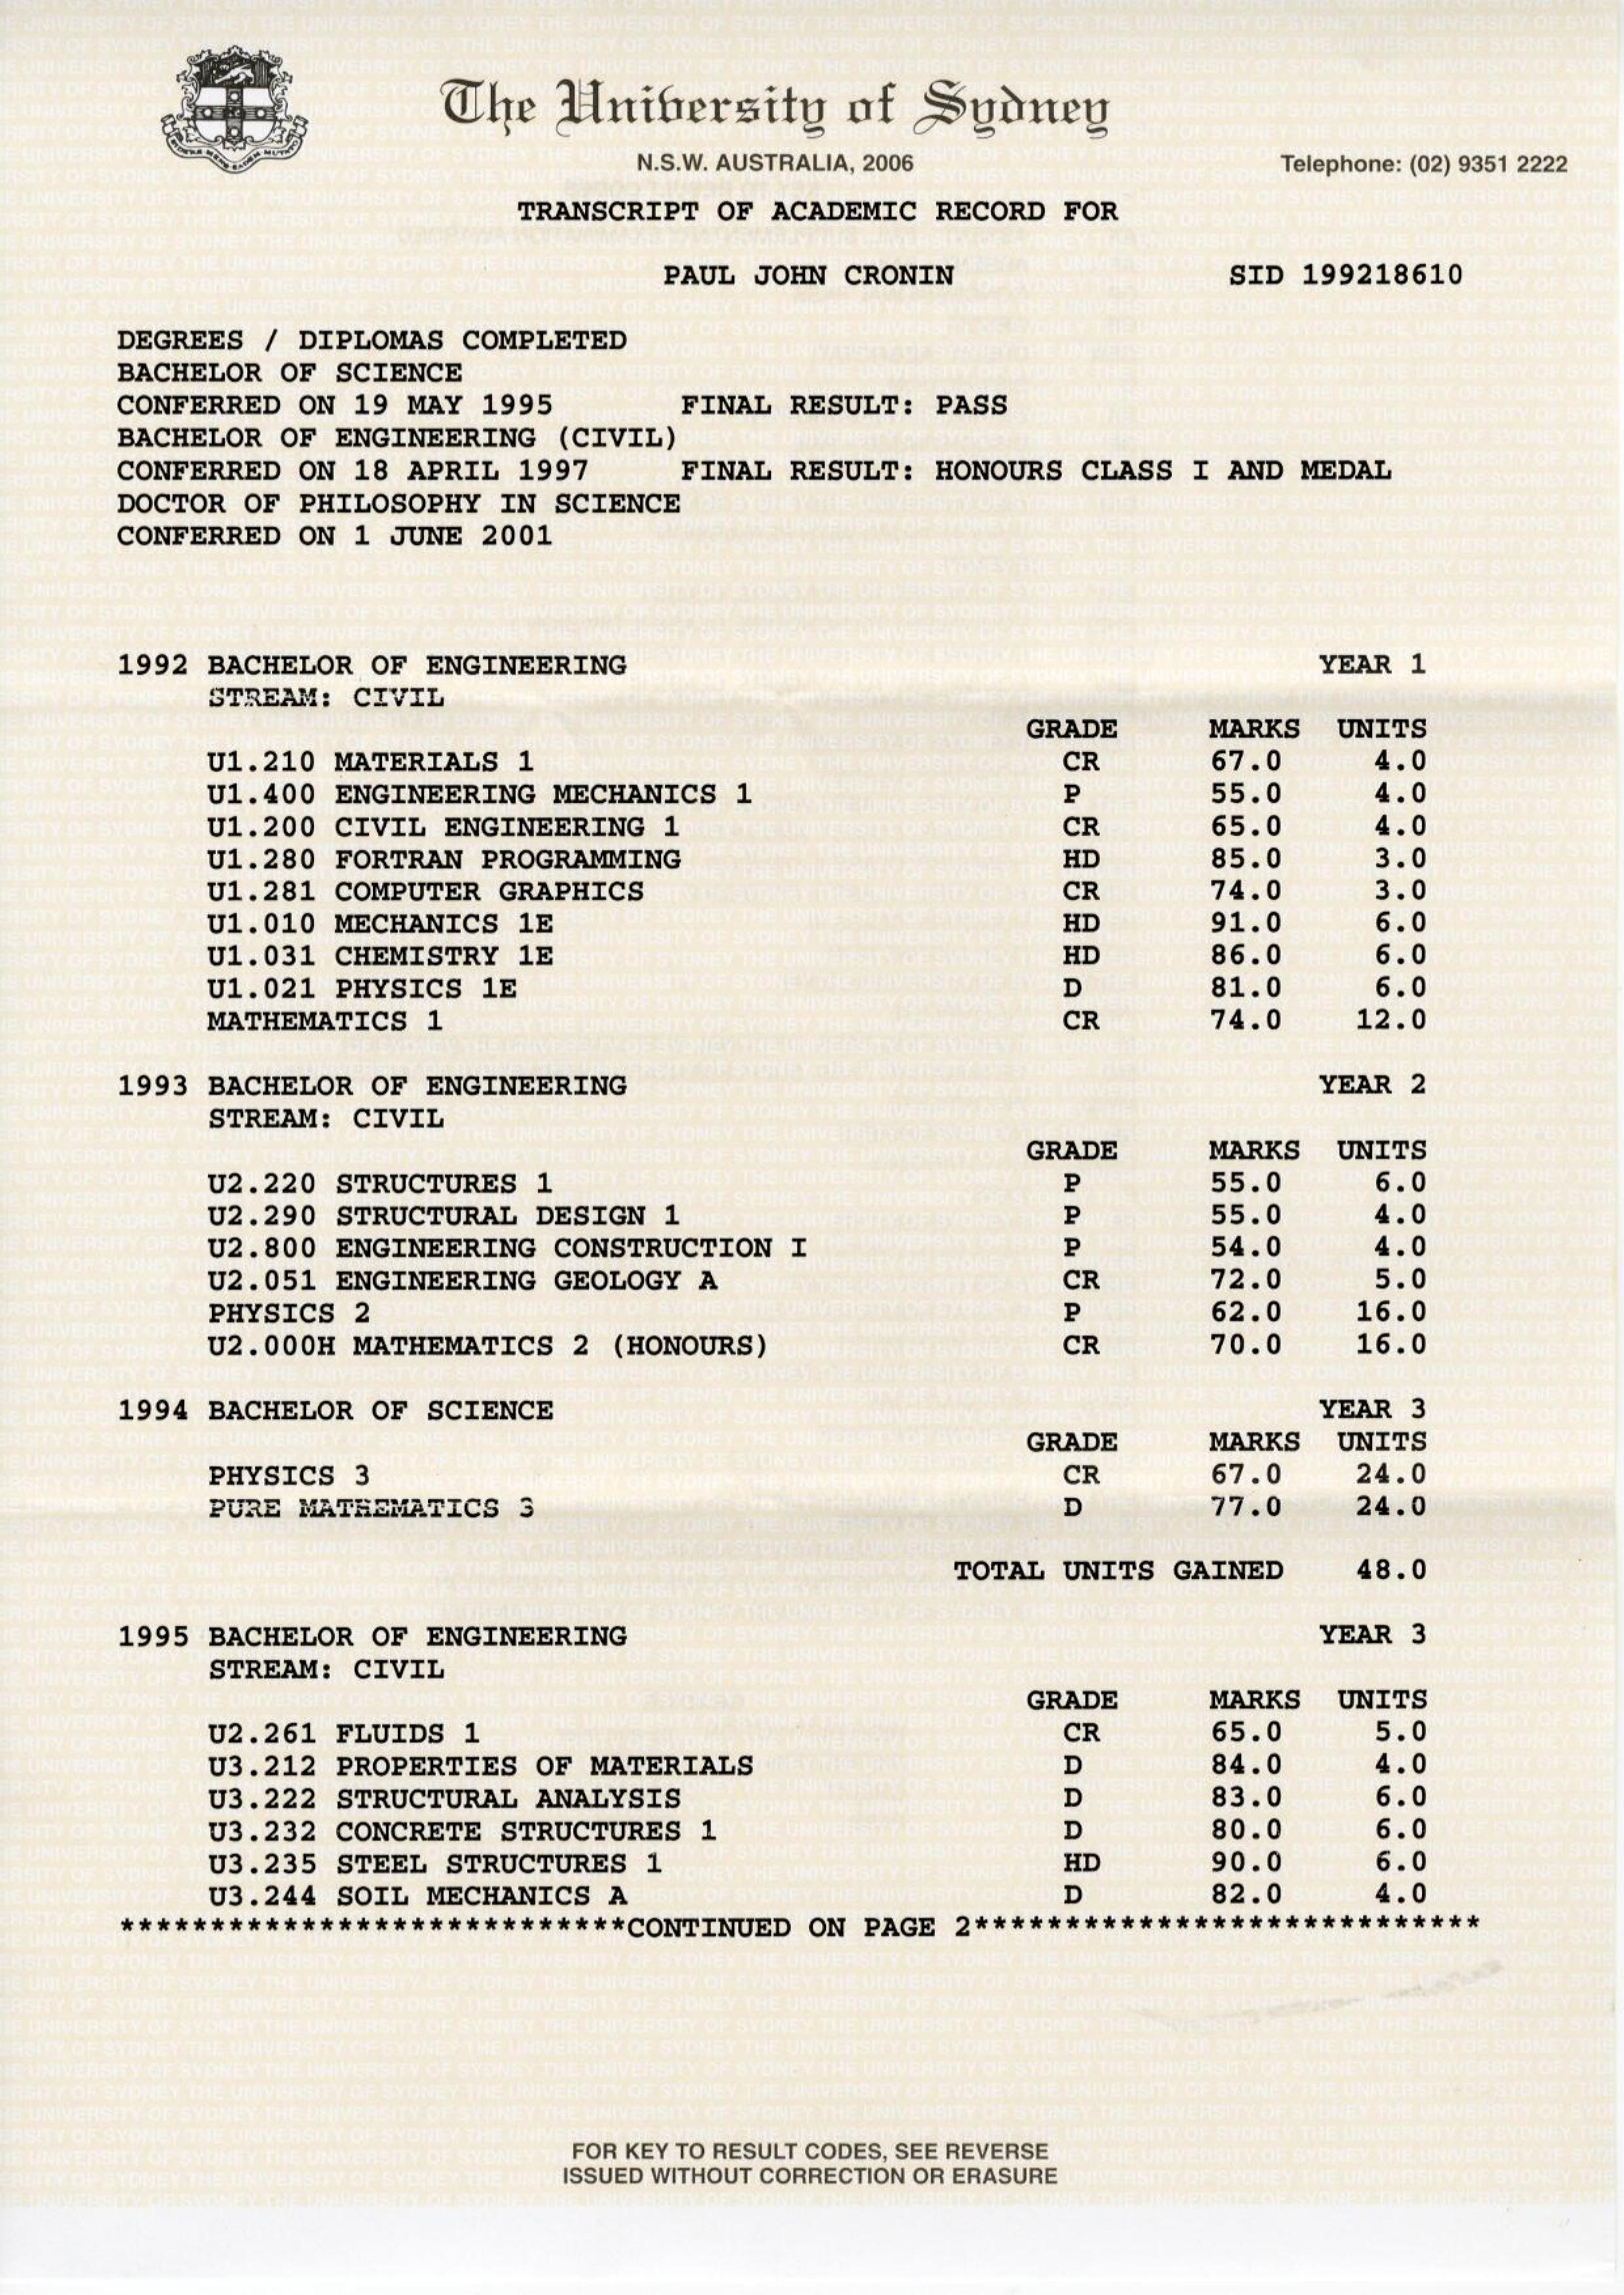 The University of Sydney
N.S.W. AUSTRALIA, 2006 Telephone: (02) 9351 2222
TRANSCRIPT OF ACADEMIC RECORD FOR
PAUL JOHN CRONIN SID 199218610
DEGREES / DIPLOMAS COMPLETED
BACHELOR OF SCIENCE
CONFERRED ON 19 MAY 1995 FINAL RESULT: PASS
BACHELOR OF ENGINEERING (CIVIL)
CONFERRED ON 18 APRIL 1997 FINAL RESULT: HONOURS CLASS I AND MEDAL
DOCTOR OF PHILOSOPHY IN SCIENCE
CONFERRED ON 1 JUNE 2001
1992 BACHELOR OF ENGINEERING YEAR 1
STREAM: CIVIL
GRADE MARKS UNITS
U1.210 MATERIALS 1 CR 67.0 4.0
U1.400 ENGINEERING MECHANICS 1 P 55.0 4.0
U1.200 CIVIL ENGINEERING 1 CR 65.0 4.0
U1.280 FORTRAN PROGRAMMING HD 85.0 3.0
U1.281 COMPUTER GRAPHICS CR 74.0 3.0
U1.010 MECHANICS 1E HD 91.0 6.0
U1.031 CHEMISTRY 1E HD 86.0 6.0
U1.021 PHYSICS 1E D 81.0 6.0
MATHEMATICS 1 CR 74.0 12.0
1993 BACHELOR OF ENGINEERING YEAR 2
STREAM: CIVIL
GRADE MARKS UNITS
U2.220 STRUCTURES 1 P 55.0 6.0
U2.290 STRUCTURAL DESIGN 1 P 55.0 4.0
U2.800 ENGINEERING CONSTRUCTION I P 54.0 4.0
U2.051 ENGINEERING GEOLOGY A CR 72.0 5.0
PHYSICS 2 P 62.0 16.0
U2.000H MATHEMATICS 2 (HONOURS) CR 70.0 16.0
1994 BACHELOR OF SCIENCE YEAR 3
GRADE MARKS UNITS
PHYSICS 3 CR 67.0 24.0
PURE MATHEMATICS 3 D 77.0 24.0
TOTAL UNITS GAINED 48.0
1995 BACHELOR OF ENGINEERING YEAR 3
STREAM: CIVIL
GRADE MARKS UNITS
U2.261 FLUIDS 1 CR 65.0 5.0
U3.212 PROPERTIES OF MATERIALS D 84.0 4.0
U3.222 STRUCTURAL ANALYSIS D 83.0 6.0
U3.232 CONCRETE STRUCTURES 1 D 80.0 6.0
U3.235 STEEL STRUCTURES 1 HD 90.0 6.0
U3.244 SOIL MECHANICS A D 82.0 4.0
****************************CONTINUED ON PAGE 2****************************
FOR KEY TO RESULT CODES, SEE REVERSE
ISSUED WITHOUT CORRECTION OR ERASURE